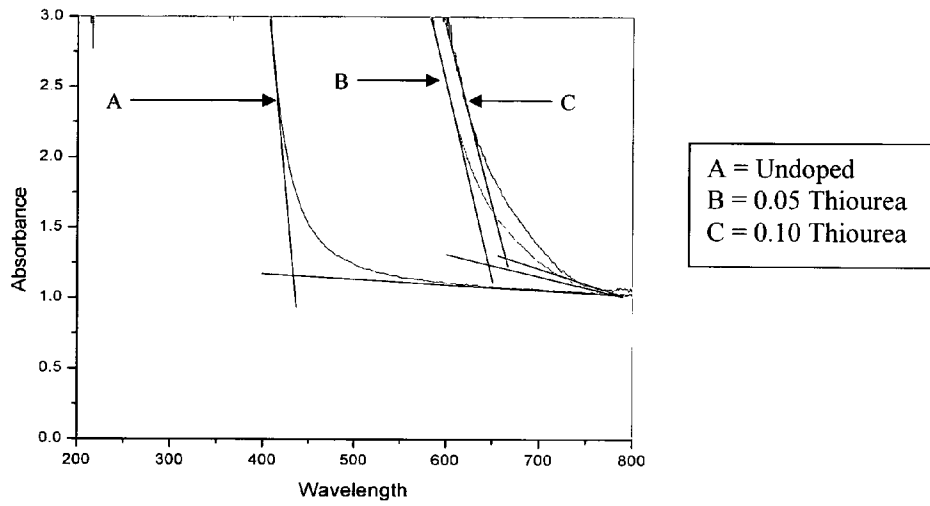 3.0
2.5
2.0
1.5
1.0
0.5
0.0
Absorbance
200
300
400
500
600
700
800
Wavelength
A
B
C
A = Undoped
B = 0.05 Thiourea
C = 0.10 Thiourea